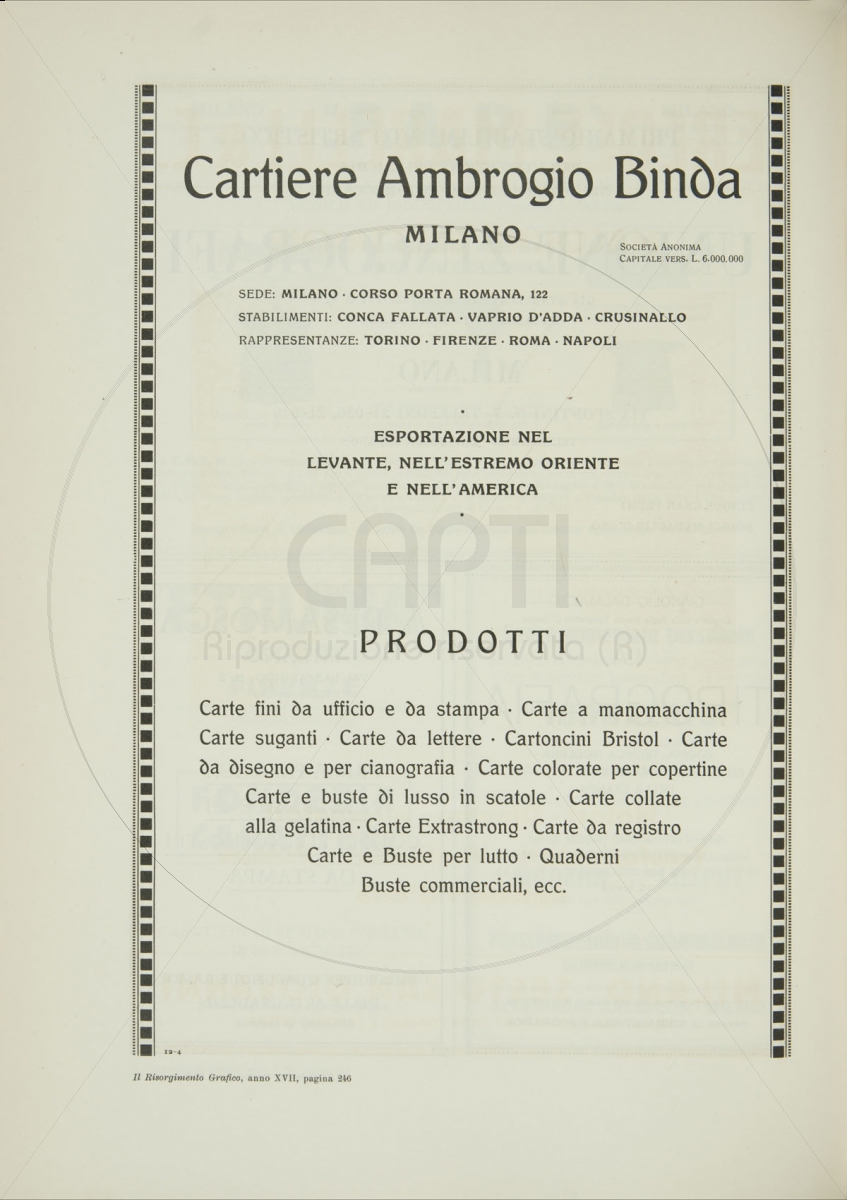 Cartiere Ambrogio Binda
MILANO
SOCIETÀ ANONIMA
CAPITALE VERS. L. 6.000.000
SEDE: MILANO · CORSO PORTA ROMANA, 122
STABILIMENTI: CONCA FALLATA · VAPRIO D'ADDA · CRUSINALLO
RAPPRESENTANZE: TORINO · FIRENZE · ROMA · NAPOLI
ESPORTAZIONE NEL
LEVANTE, NELL'ESTREMO ORIENTE
E NELL'AMERICA
CAPTI
PRODOTTI
Riproduzione riservata (R)
Carte fini da ufficio e da stampa · Carte a manomacchina
Carte suganti · Carte da lettere · Cartoncini Bristol · Carte
da disegno e per cianografia · Carte colorate per copertine
Carte e buste di lusso in scatole · Carte collate
alla gelatina · Carte Extrastrong · Carte da registro
Carte e Buste per lutto · Quaderni
Buste commerciali, ecc.
12-4
Il Risorgimento Grafico, anno XVII, pagina 246